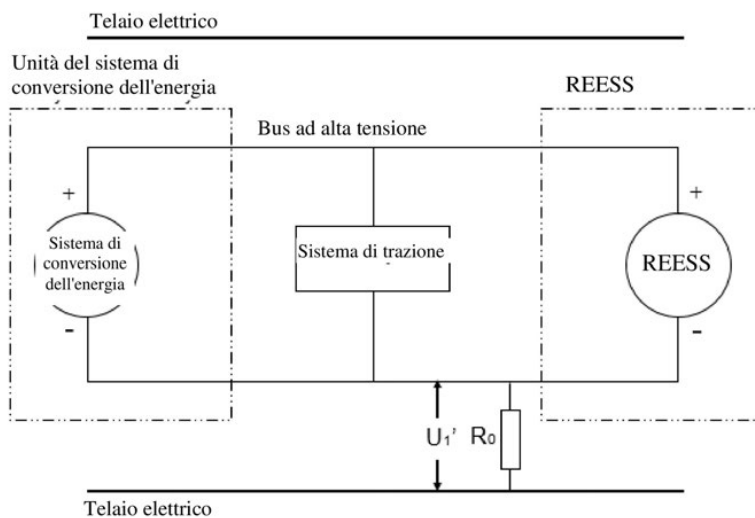 Telaio elettrico
Unità del sistema di
conversione dell'energia
REESS
Bus ad alta tensione
+
+
Sistema di
conversione
dell'energia
Sistema di trazione
REESS
-
-
U₁’ R₀
Telaio elettrico